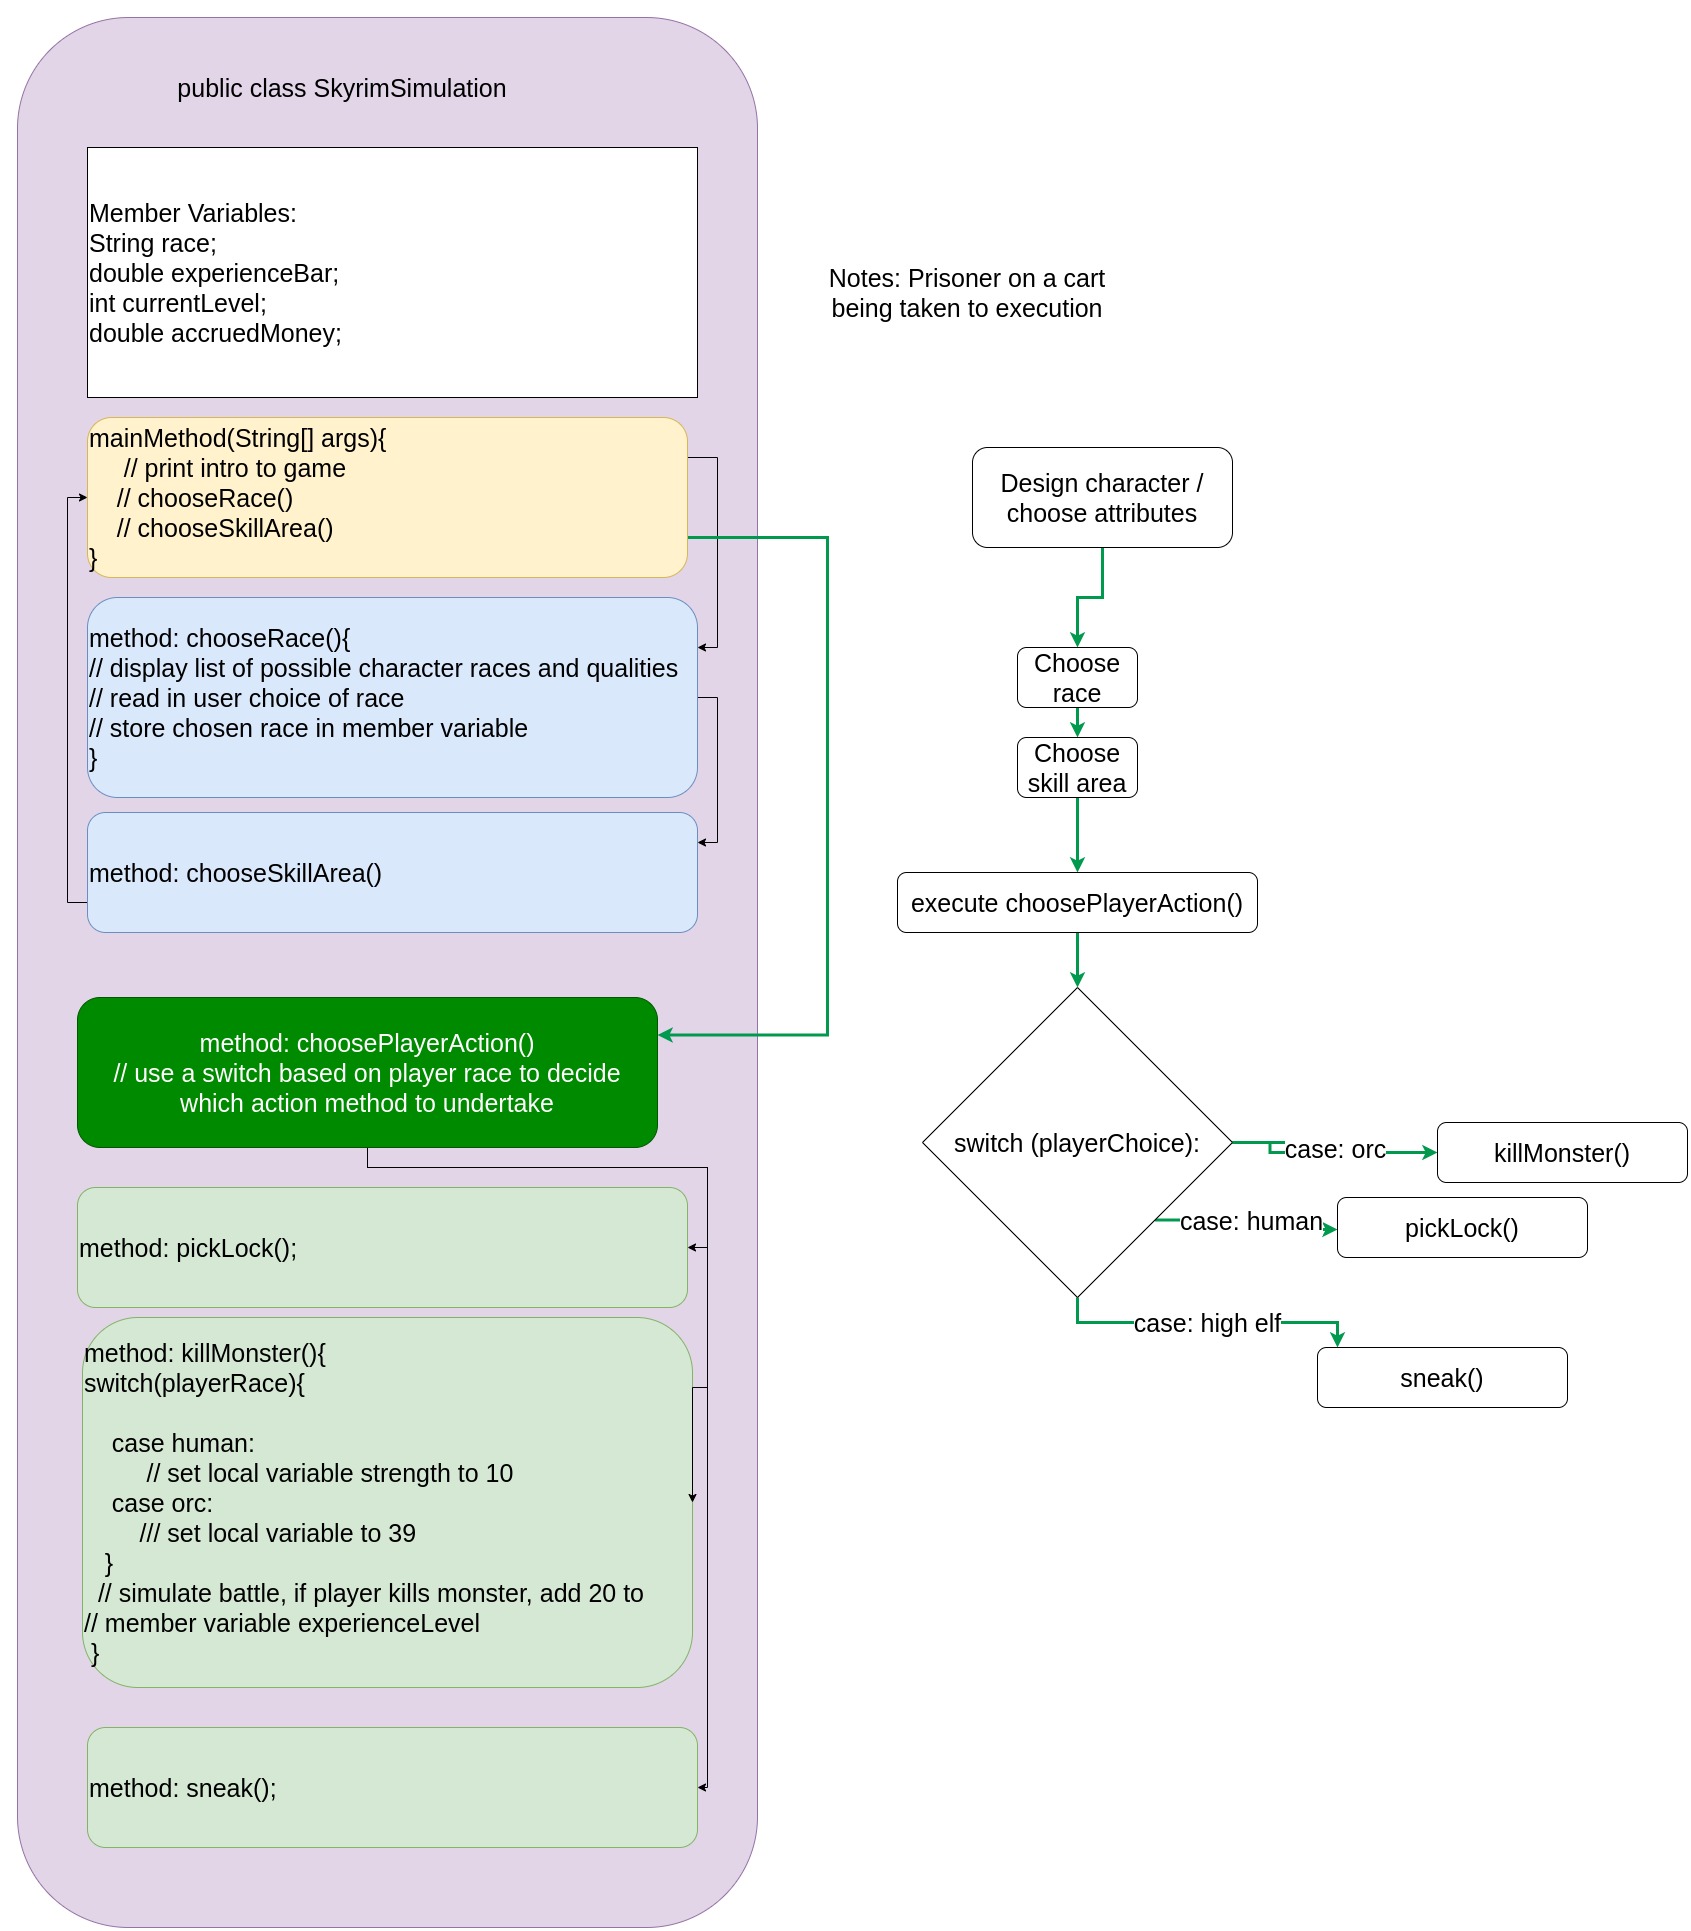 public class SkyrimSimulation
Member Variables:
String race;
double experienceBar;
int currentLevel;
double accruedMoney;
mainMethod(String[] args){
// print intro to game
// chooseRace()
// chooseSkillArea()
}
method: chooseRace(){
// display list of possible character races and qualities
// read in user choice of race
// store chosen race in member variable
}
method: chooseSkillArea()
method: choosePlayerAction()
// use a switch based on player race to decide
which action method to undertake
method: pickLock();
method: killMonster(){
switch(playerRace){
case human:
// set local variable strength to 10
case orc:
/// set local variable to 39
}
// simulate battle, if player kills monster, add 20 to
// member variable experienceLevel
}
method: sneak();
Notes: Prisoner on a cart
being taken to execution
Design character /
choose attributes
Choose
race
Choose
skill area
execute choosePlayerAction()
switch (playerChoice):
case: orc
killMonster()
case: human
pickLock()
case: high elf
sneak()